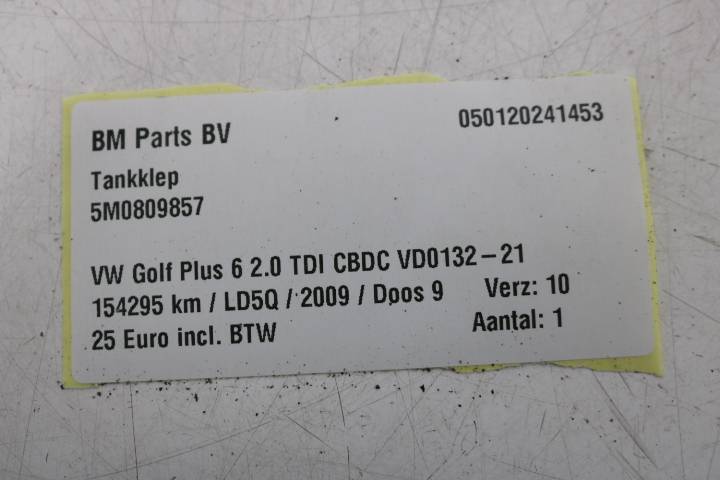 BM Parts BV 050120241453
Tankklep
5M0809857
VW Golf Plus 6 2.0 TDI CBDC VD0132-21
154295 km / LD5Q / 2009 / Doos 9 Verz: 10
25 Euro incl. BTW Aantal: 1